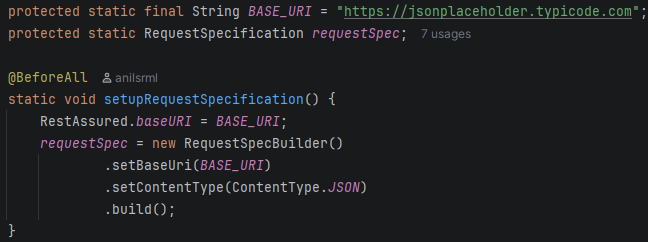 protected static final String BASE_URI = "https://jsonplaceholder.typicode.com";
protected static RequestSpecification requestSpec; 7 usages
@BeforeAll anilsrml
static void setupRequestSpecification() {
RestAssured.baseURI = BASE_URI;
requestSpec = new RequestSpecBuilder()
.setBaseUri(BASE_URI)
.setContentType(ContentType.JSON)
.build();
}